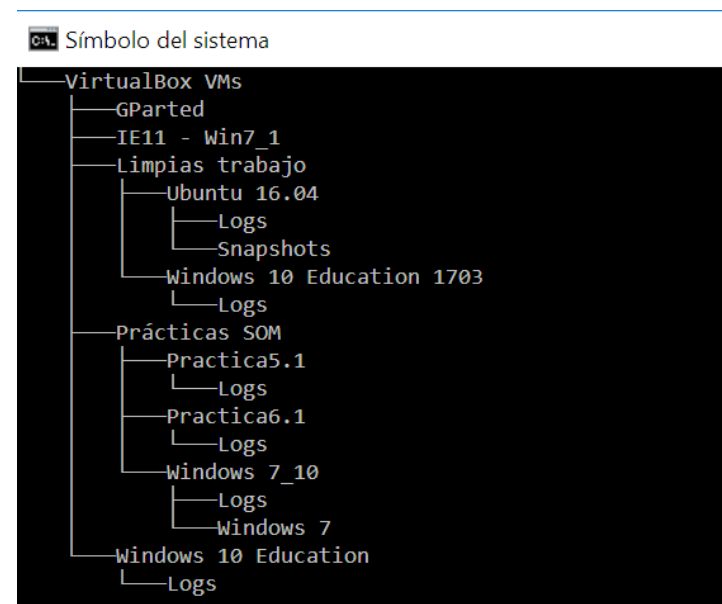 Símbolo del sistema
└───VirtualBox VMs
    ├───GParted
    ├───IE11 - Win7_1
    ├───Limpias trabajo
    │   ├───Ubuntu 16.04
    │   │   ├───Logs
    │   │   └───Snapshots
    │   └───Windows 10 Education 1703
    │       └───Logs
    ├───Prácticas SOM
    │   ├───Practica5.1
    │   │   └───Logs
    │   ├───Practica6.1
    │   │   └───Logs
    │   └───Windows 7_10
    │       ├───Logs
    │       └───Windows 7
    └───Windows 10 Education
        └───Logs